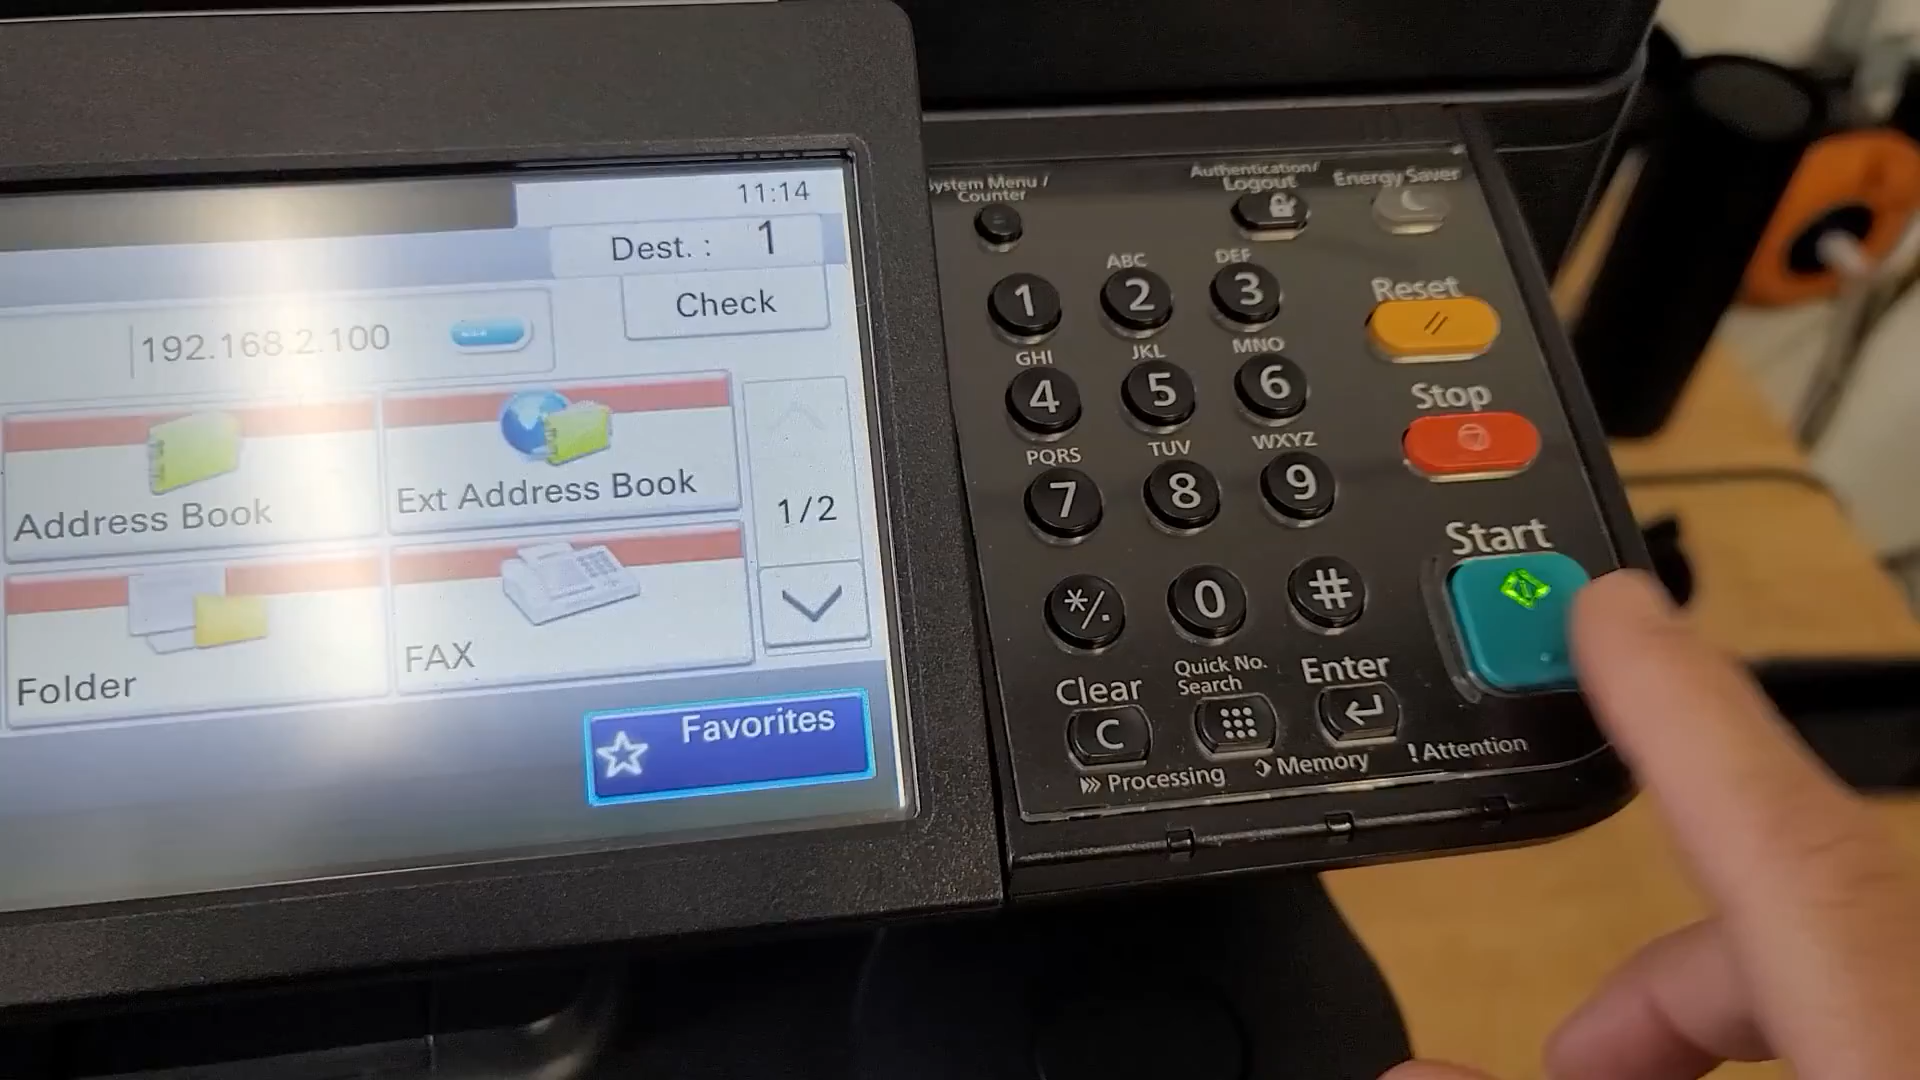 11:14
Dest. : 1
Check
192.168.2.100
Address Book
Ext Address Book
1/2
Folder
FAX
Favorites
System Menu /
Counter
Authentication/
Logout
Energy Saver
ABC
DEF
1
2
3
Reset
GHI
JKL
MNO
4
5
6
Stop
PQRS
TUV
WXYZ
7
8
9
Start
*/.
0
#
Clear
Quick No.
Search
Enter
C
Processing
Memory
!Attention